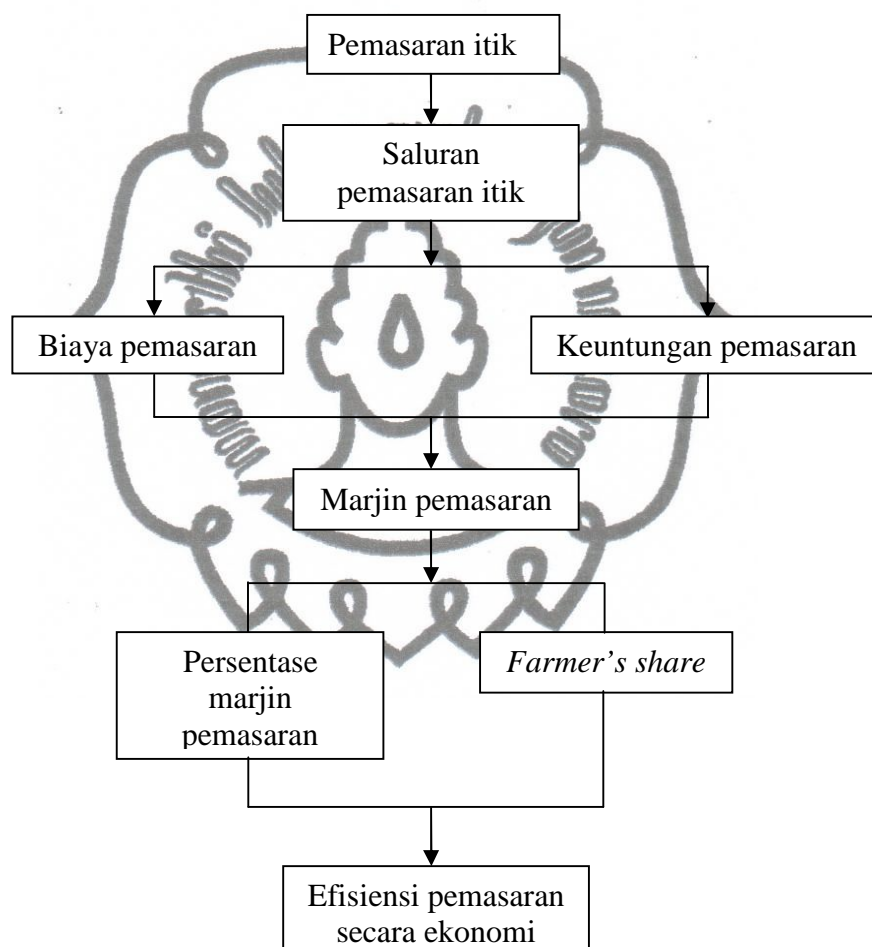 Pemasaran itik
Saluran
pemasaran itik
Biaya pemasaran
Keuntungan pemasaran
Marjin pemasaran
Persentase
marjin
pemasaran
Farmer’s share
Efisiensi pemasaran
secara ekonomi